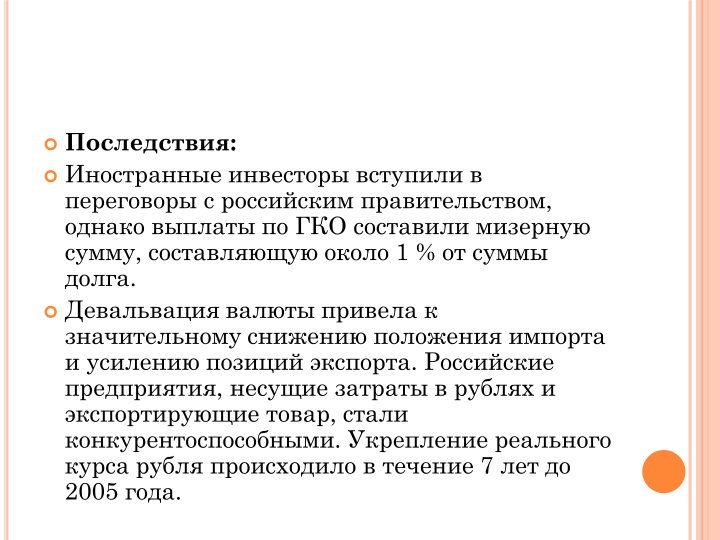 Последствия:
Иностранные инвесторы вступили в
переговоры с российским правительством,
однако выплаты по ГКО составили мизерную
сумму, составляющую около 1 % от суммы
долга.
Девальвация валюты привела к
значительному снижению положения импорта
и усилению позиций экспорта. Российские
предприятия, несущие затраты в рублях и
экспортирующие товар, стали
конкурентоспособными. Укрепление реального
курса рубля происходило в течение 7 лет до
2005 года.